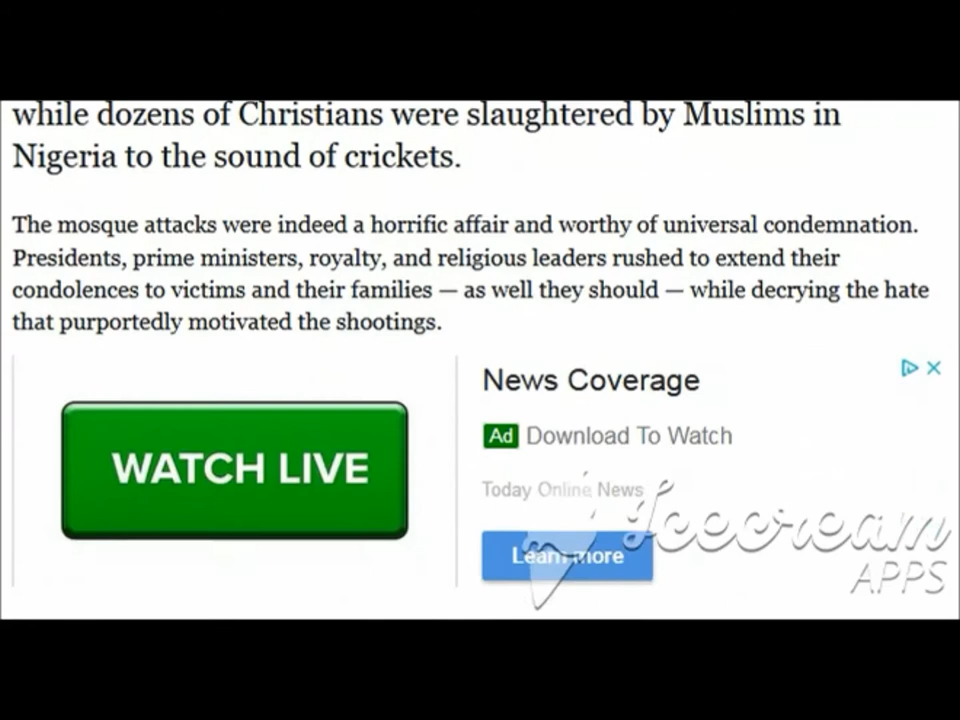 while dozens of Christians were slaughtered by Muslims in
Nigeria to the sound of crickets.
The mosque attacks were indeed a horrific affair and worthy of universal condemnation.
Presidents, prime ministers, royalty, and religious leaders rushed to extend their
condolences to victims and their families — as well they should — while decrying the hate
that purportedly motivated the shootings.
WATCH LIVE
News Coverage
Ad Download To Watch
Today Online News
Learn more
Icecream
APPS